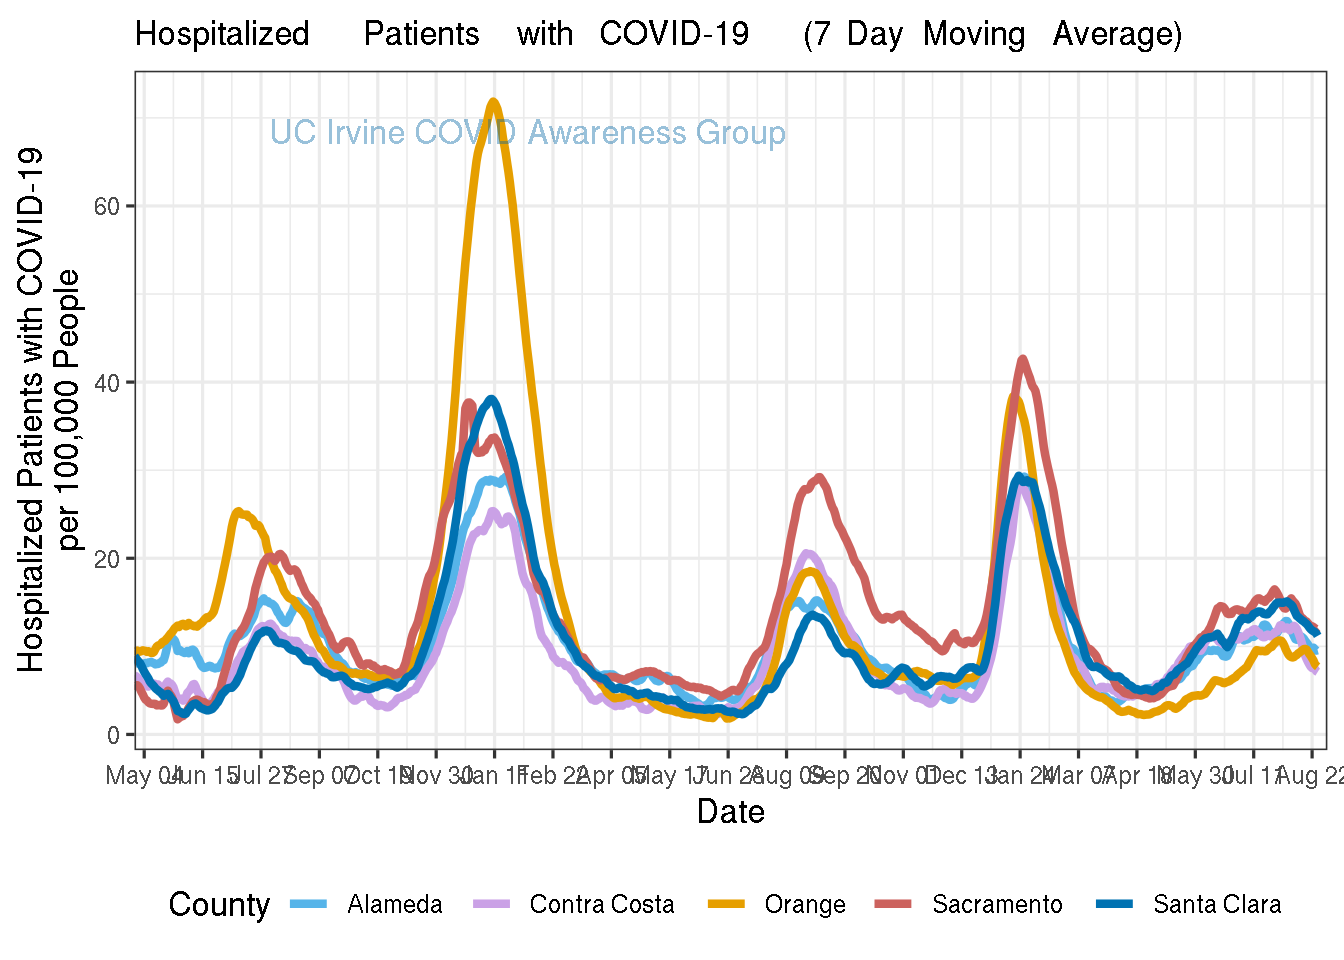 Hospitalized Patients with COVID-19 (7 Day Moving Average)
UC Irvine COVID Awareness Group
Hospitalized Patients with COVID-19
per 100,000 People
60
40
20
0
May 04 Jun 15 Jul 27 Sep 07 Oct 19 Nov 30 Jan 11 Feb 22 Apr 05 May 17 Jun 28 Aug 09 Sep 20 Nov 01 Dec 13 Jan 24 Mar 07 Apr 18 May 30 Jul 11 Aug 22
Date
County Alameda Contra Costa Orange Sacramento Santa Clara